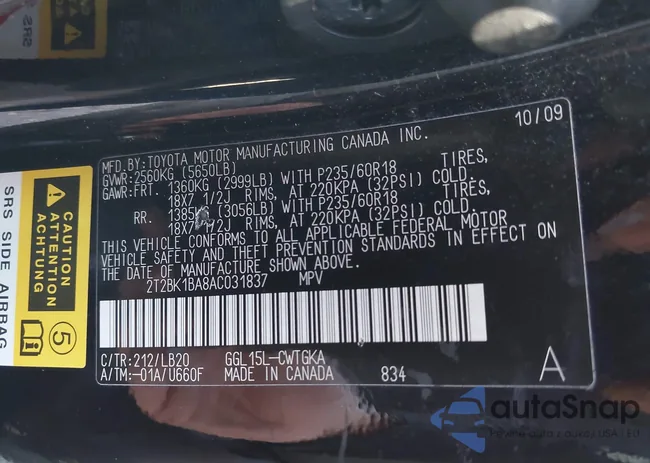 SRS
MFD.BY:TOYOTA MOTOR MANUFACTURING CANADA INC. 10/09
GVWR:2560KG (5650LB)
GAWR:FRT. 1360KG (2999LB) WITH P235/60R18 TIRES,
18X7 1/2J RIMS, AT 220KPA (32PSI) COLD.
RR. 1385KG (3056LB) WITH P235/60R18 TIRES,
18X7 1/2J RIMS, AT 220KPA (32PSI) COLD.
THIS VEHICLE CONFORMS TO ALL APPLICABLE FEDERAL MOTOR
VEHICLE SAFETY AND THEFT PREVENTION STANDARDS IN EFFECT ON
THE DATE OF MANUFACTURE SHOWN ABOVE.
2T2BK1BA8AC031837 MPV
C/TR:212/LB20 GGL15L-CWTGKA
A/TM:-01A/U660F MADE IN CANADA 834 A
SRS SIDE AIRBAG
CAUTION
ATTENTION
ACHTUNG
5
autoSnap